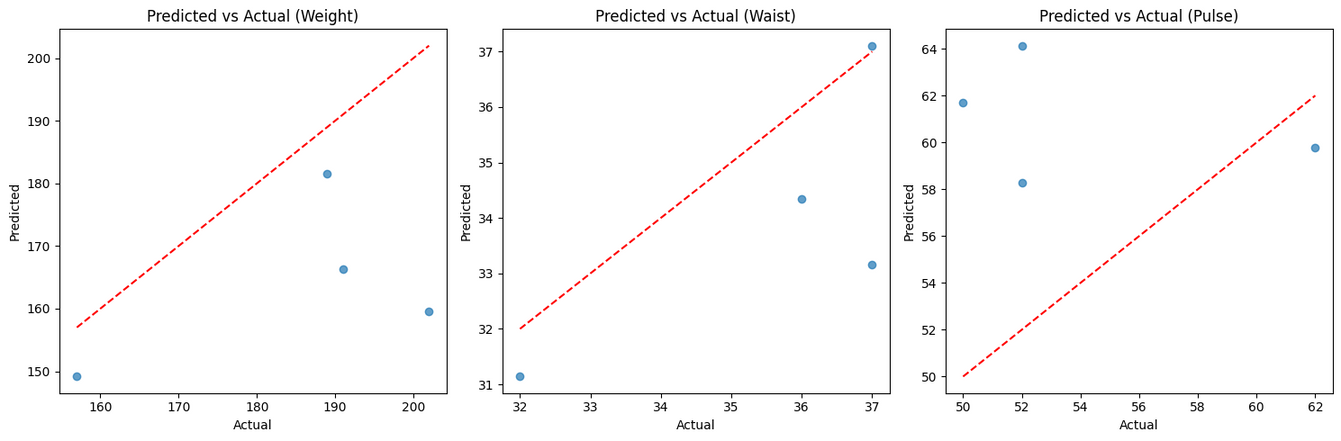 Predicted vs Actual (Weight)
200
190
180
170
160
150
Predicted
160 170 180 190 200
Actual
Predicted vs Actual (Waist)
37
36
35
34
33
32
31
Predicted
32 33 34 35 36 37
Actual
Predicted vs Actual (Pulse)
64
62
60
58
56
54
52
50
Predicted
50 52 54 56 58 60 62
Actual